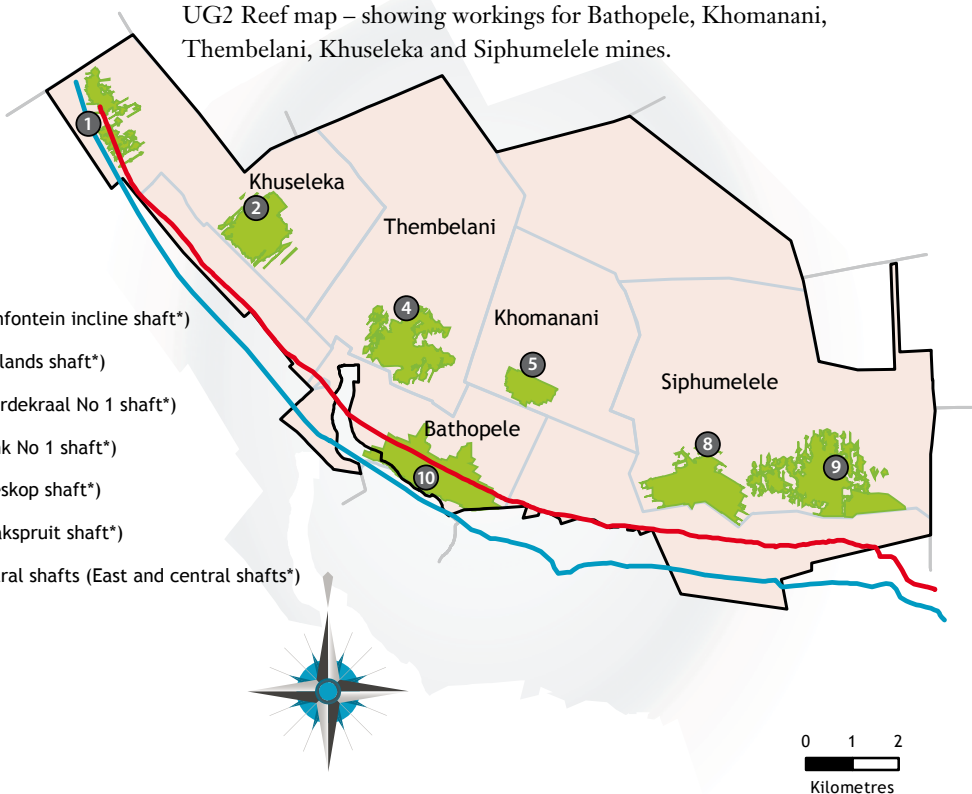 UG2 Reef map – showing workings for Bathopele, Khomanani,
Thembelani, Khuseleka and Siphumelele mines.
1
Khuseleka
2
Thembelani
4
Khomanani
5
Siphumelele
Bathopele
8
9
10
nfontein incline shaft*)
lands shaft*)
rdekraal No 1 shaft*)
k No 1 shaft*)
eskop shaft*)
akspruit shaft*)
ral shafts (East and central shafts*)
0 1 2
Kilometres